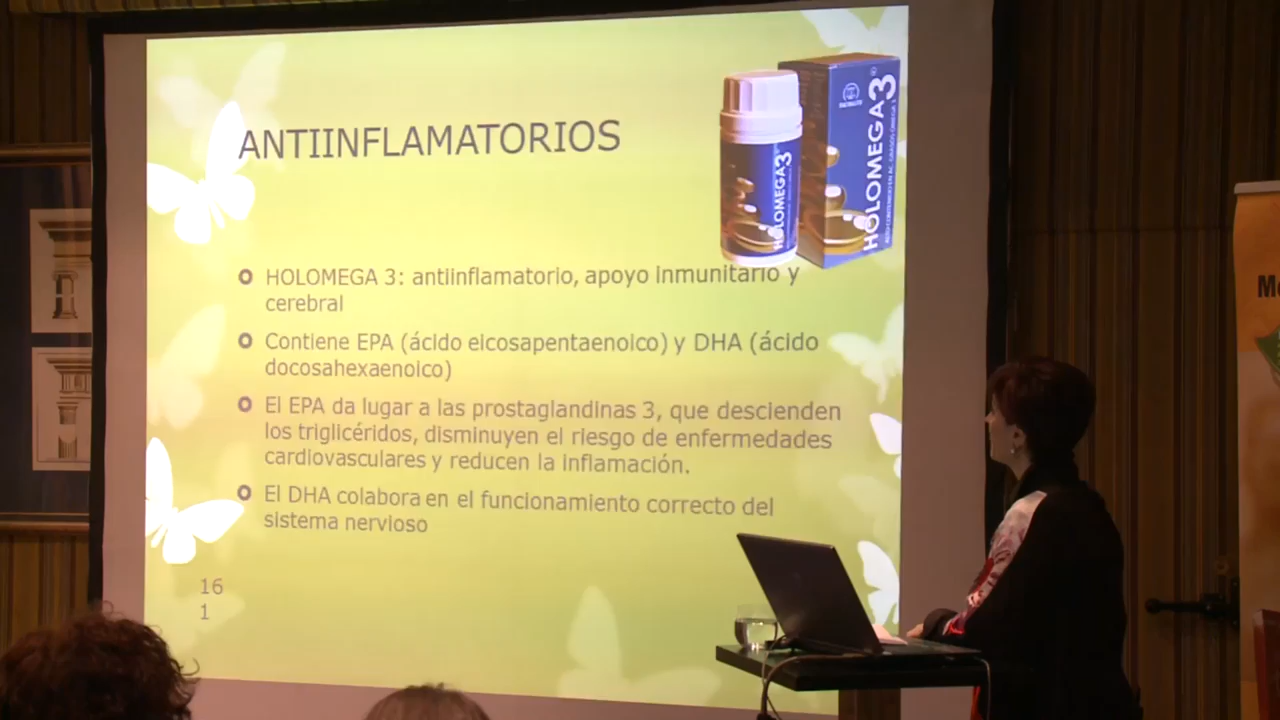 ANTIINFLAMATORIOS
HOLOMEGA 3®
HOLOMEGA 3
HOLOMEGA 3: antiinflamatorio, apoyo inmunitario y
cerebral
Contiene EPA (ácido eicosapentaenoico) y DHA (ácido
docosahexaenoico)
El EPA da lugar a las prostaglandinas 3, que descienden
los triglicéridos, disminuyen el riesgo de enfermedades
cardiovasculares y reducen la inflamación.
El DHA colabora en el funcionamiento correcto del
sistema nervioso
16
1